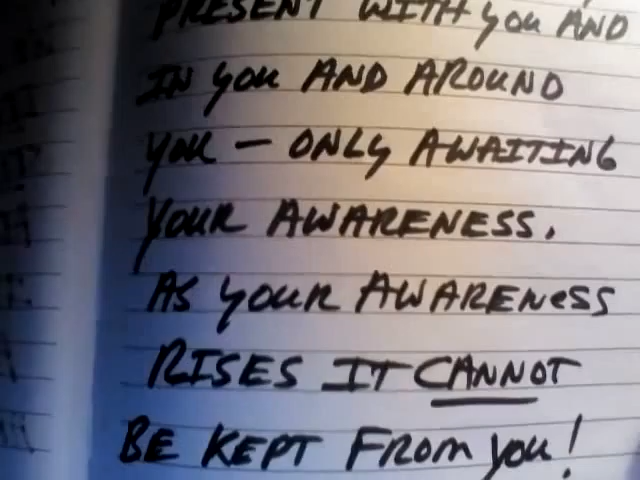 PRESENT WITH you AND
IN you AND AROUND
you — ONLY AWAITING
YOUR AWARENESS.
AS YOUR AWARENESS
RISES IT CANNOT
BE KEPT FROM you!